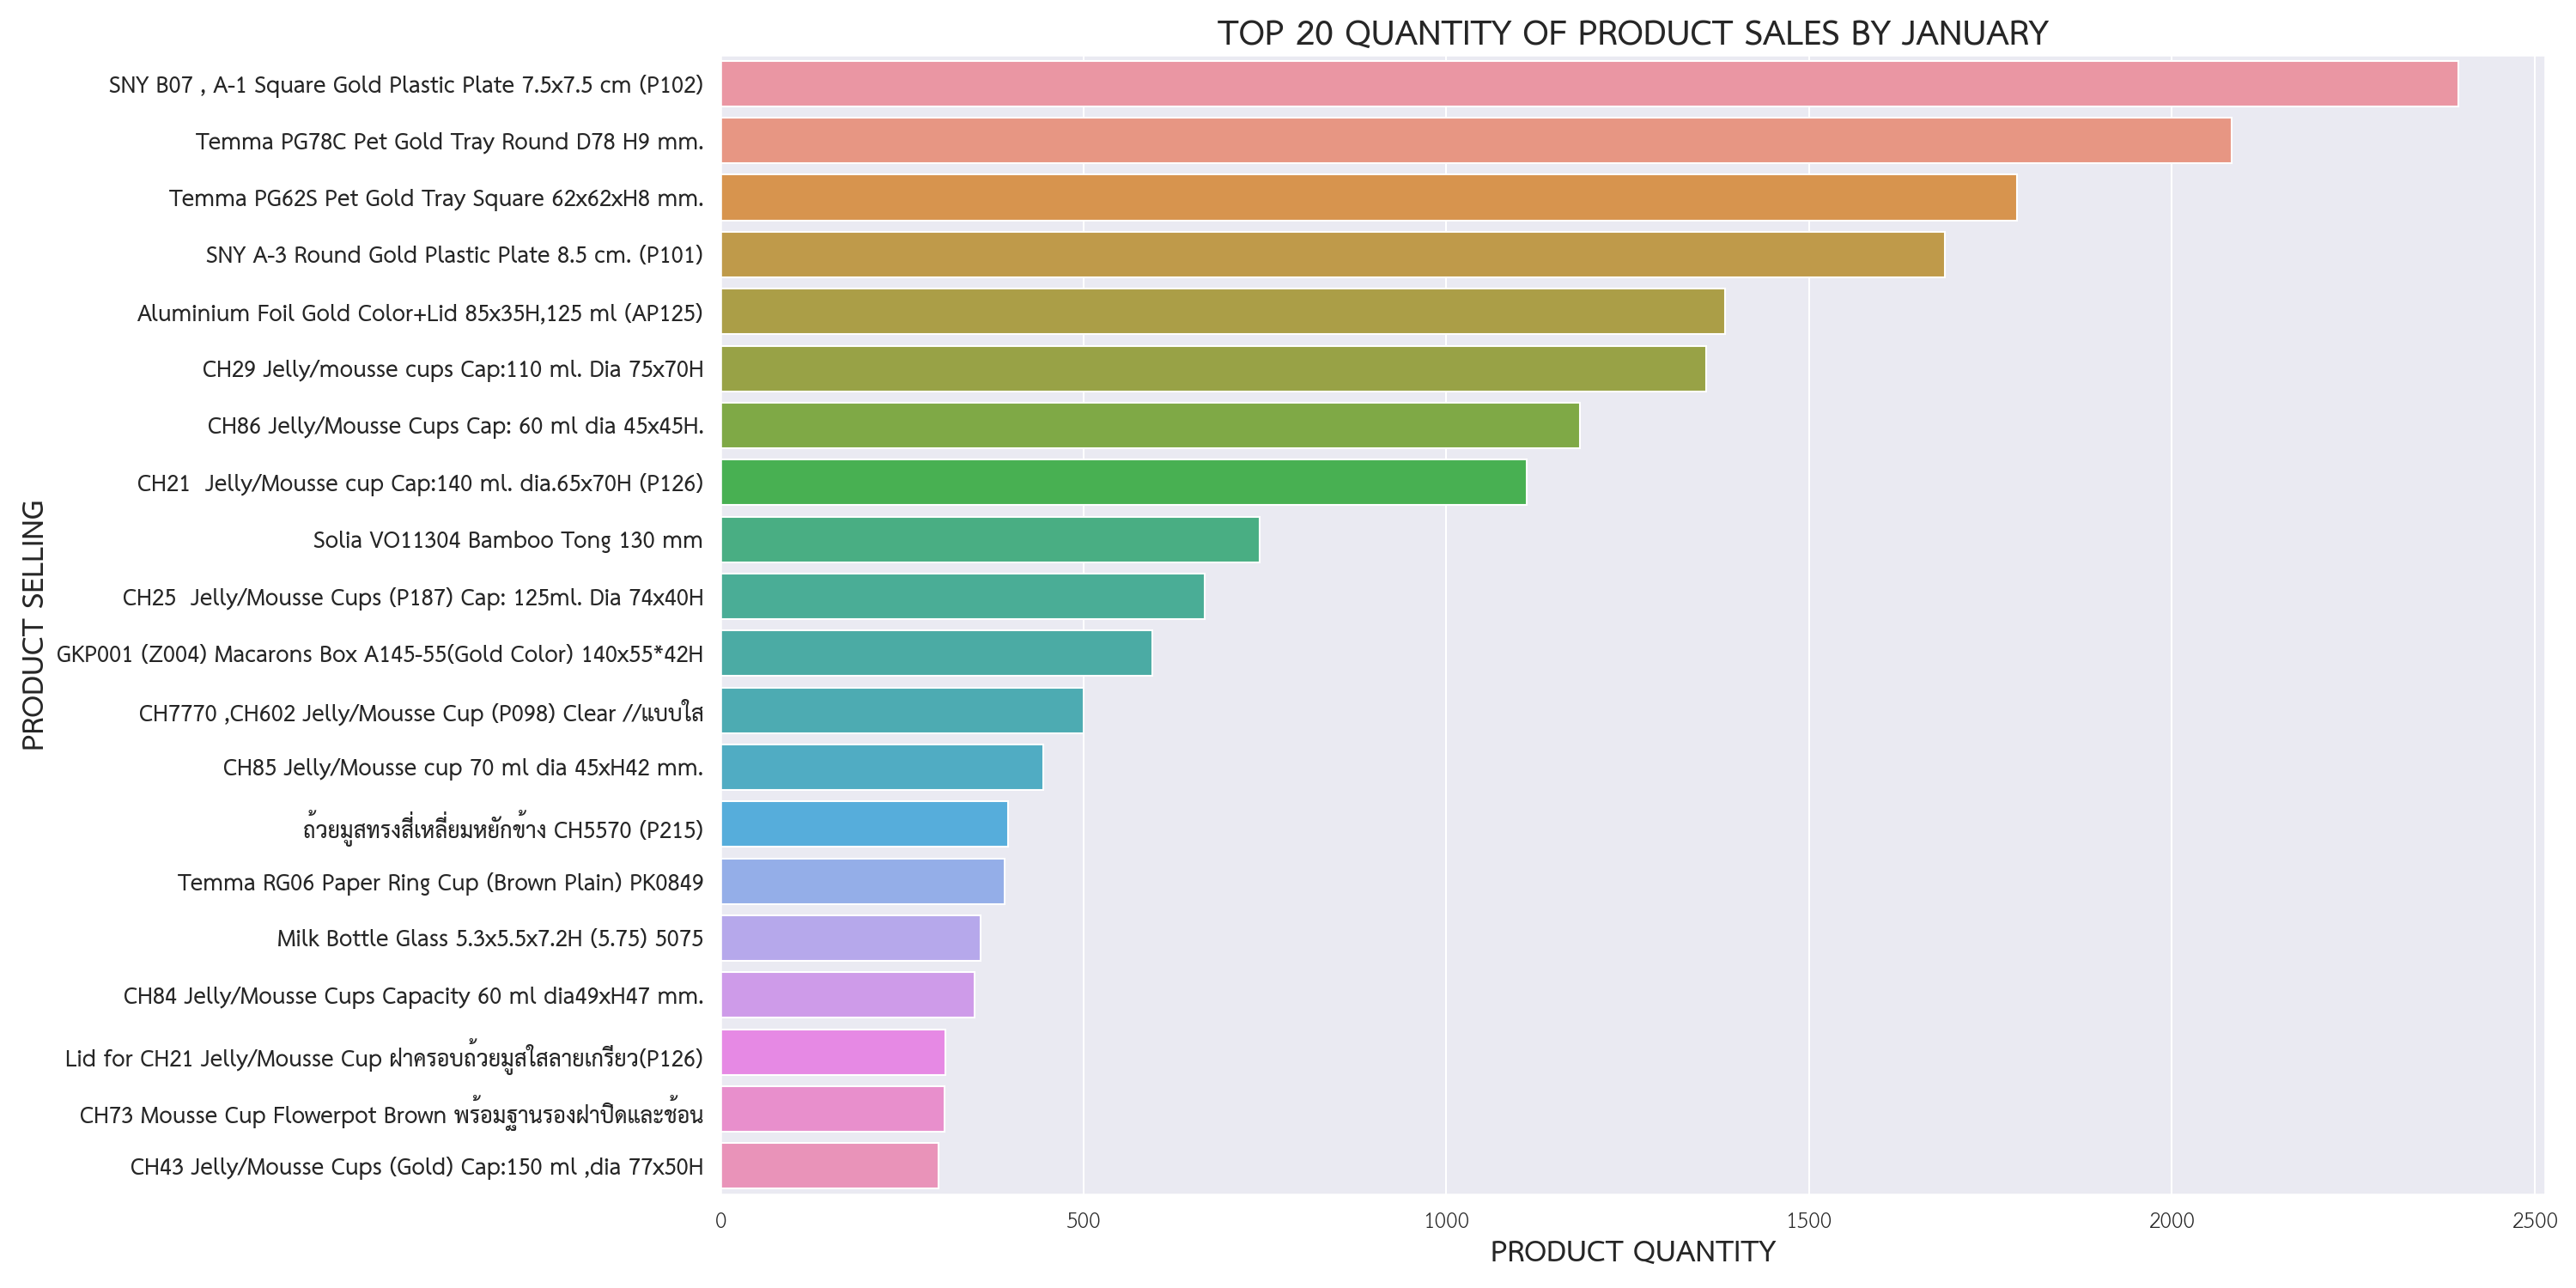 TOP 20 QUANTITY OF PRODUCT SALES BY JANUARY
PRODUCT SELLING
SNY B07 , A-1 Square Gold Plastic Plate 7.5x7.5 cm (P102)
Temma PG78C Pet Gold Tray Round D78 H9 mm.
Temma PG62S Pet Gold Tray Square 62x62xH8 mm.
SNY A-3 Round Gold Plastic Plate 8.5 cm. (P101)
Aluminium Foil Gold Color+Lid 85x35H,125 ml (AP125)
CH29 Jelly/mousse cups Cap:110 ml. Dia 75x70H
CH86 Jelly/Mousse Cups Cap: 60 ml dia 45x45H.
CH21  Jelly/Mousse cup Cap:140 ml. dia.65x70H (P126)
Solia VO11304 Bamboo Tong 130 mm
CH25  Jelly/Mousse Cups (P187) Cap: 125ml. Dia 74x40H
GKP001 (Z004) Macarons Box A145-55(Gold Color) 140x55*42H
CH7770 ,CH602 Jelly/Mousse Cup (P098) Clear //แบบใส
CH85 Jelly/Mousse cup 70 ml dia 45xH42 mm.
ถ้วยมูสทรงสี่เหลี่ยมหยักข้าง CH5570 (P215)
Temma RG06 Paper Ring Cup (Brown Plain) PK0849
Milk Bottle Glass 5.3x5.5x7.2H (5.75) 5075
CH84 Jelly/Mousse Cups Capacity 60 ml dia49xH47 mm.
Lid for CH21 Jelly/Mousse Cup ฝาครอบถ้วยมูสใสลายเกรียว(P126)
CH73 Mousse Cup Flowerpot Brown พร้อมฐานรองฝาปิดและช้อน
CH43 Jelly/Mousse Cups (Gold) Cap:150 ml ,dia 77x50H
0 500 1000 1500 2000 2500
PRODUCT QUANTITY